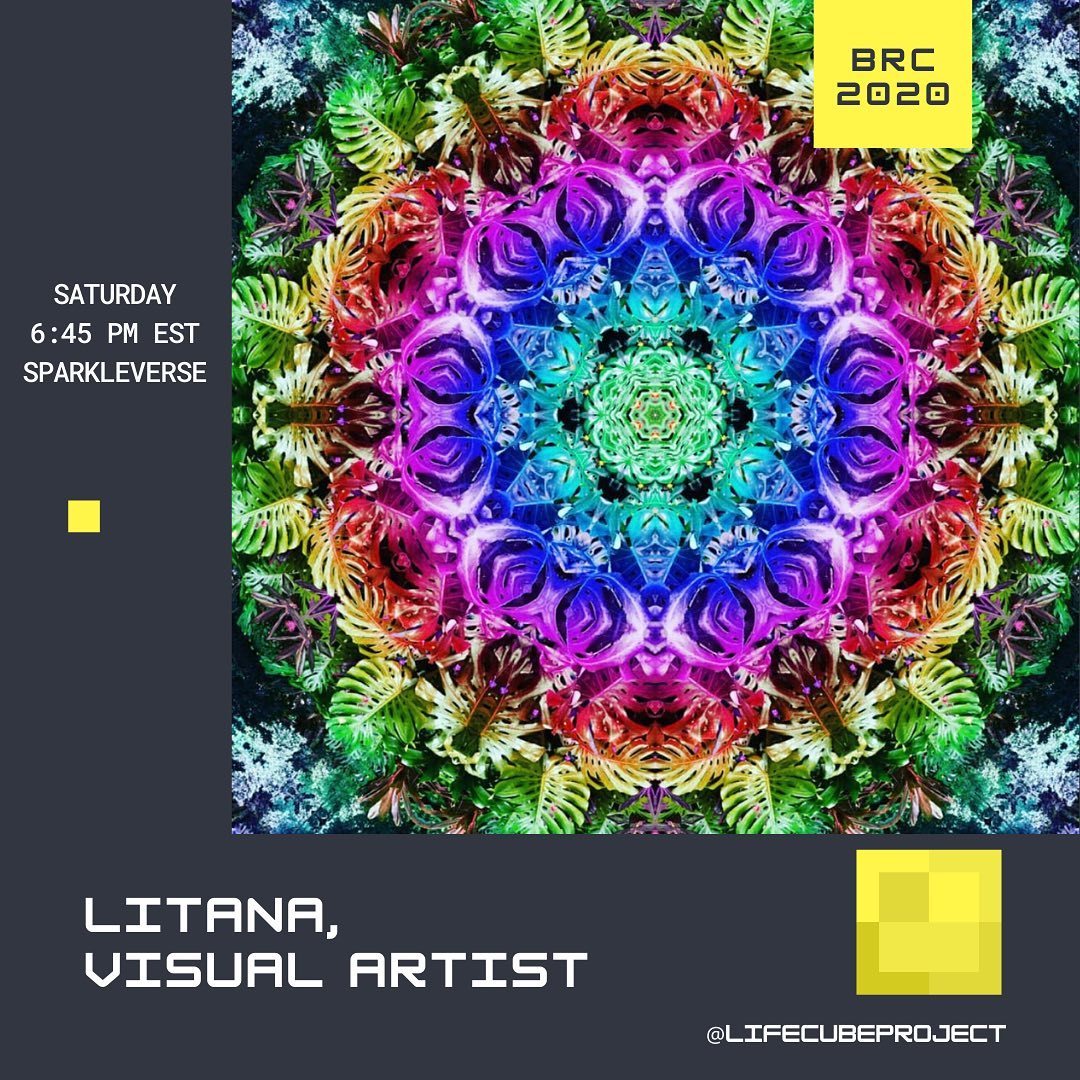 BRC
2020
SATURDAY
6:45 PM EST
SPARKLEVERSE
LITANA,
VISUAL ARTIST
@LIFECUBEPROJECT